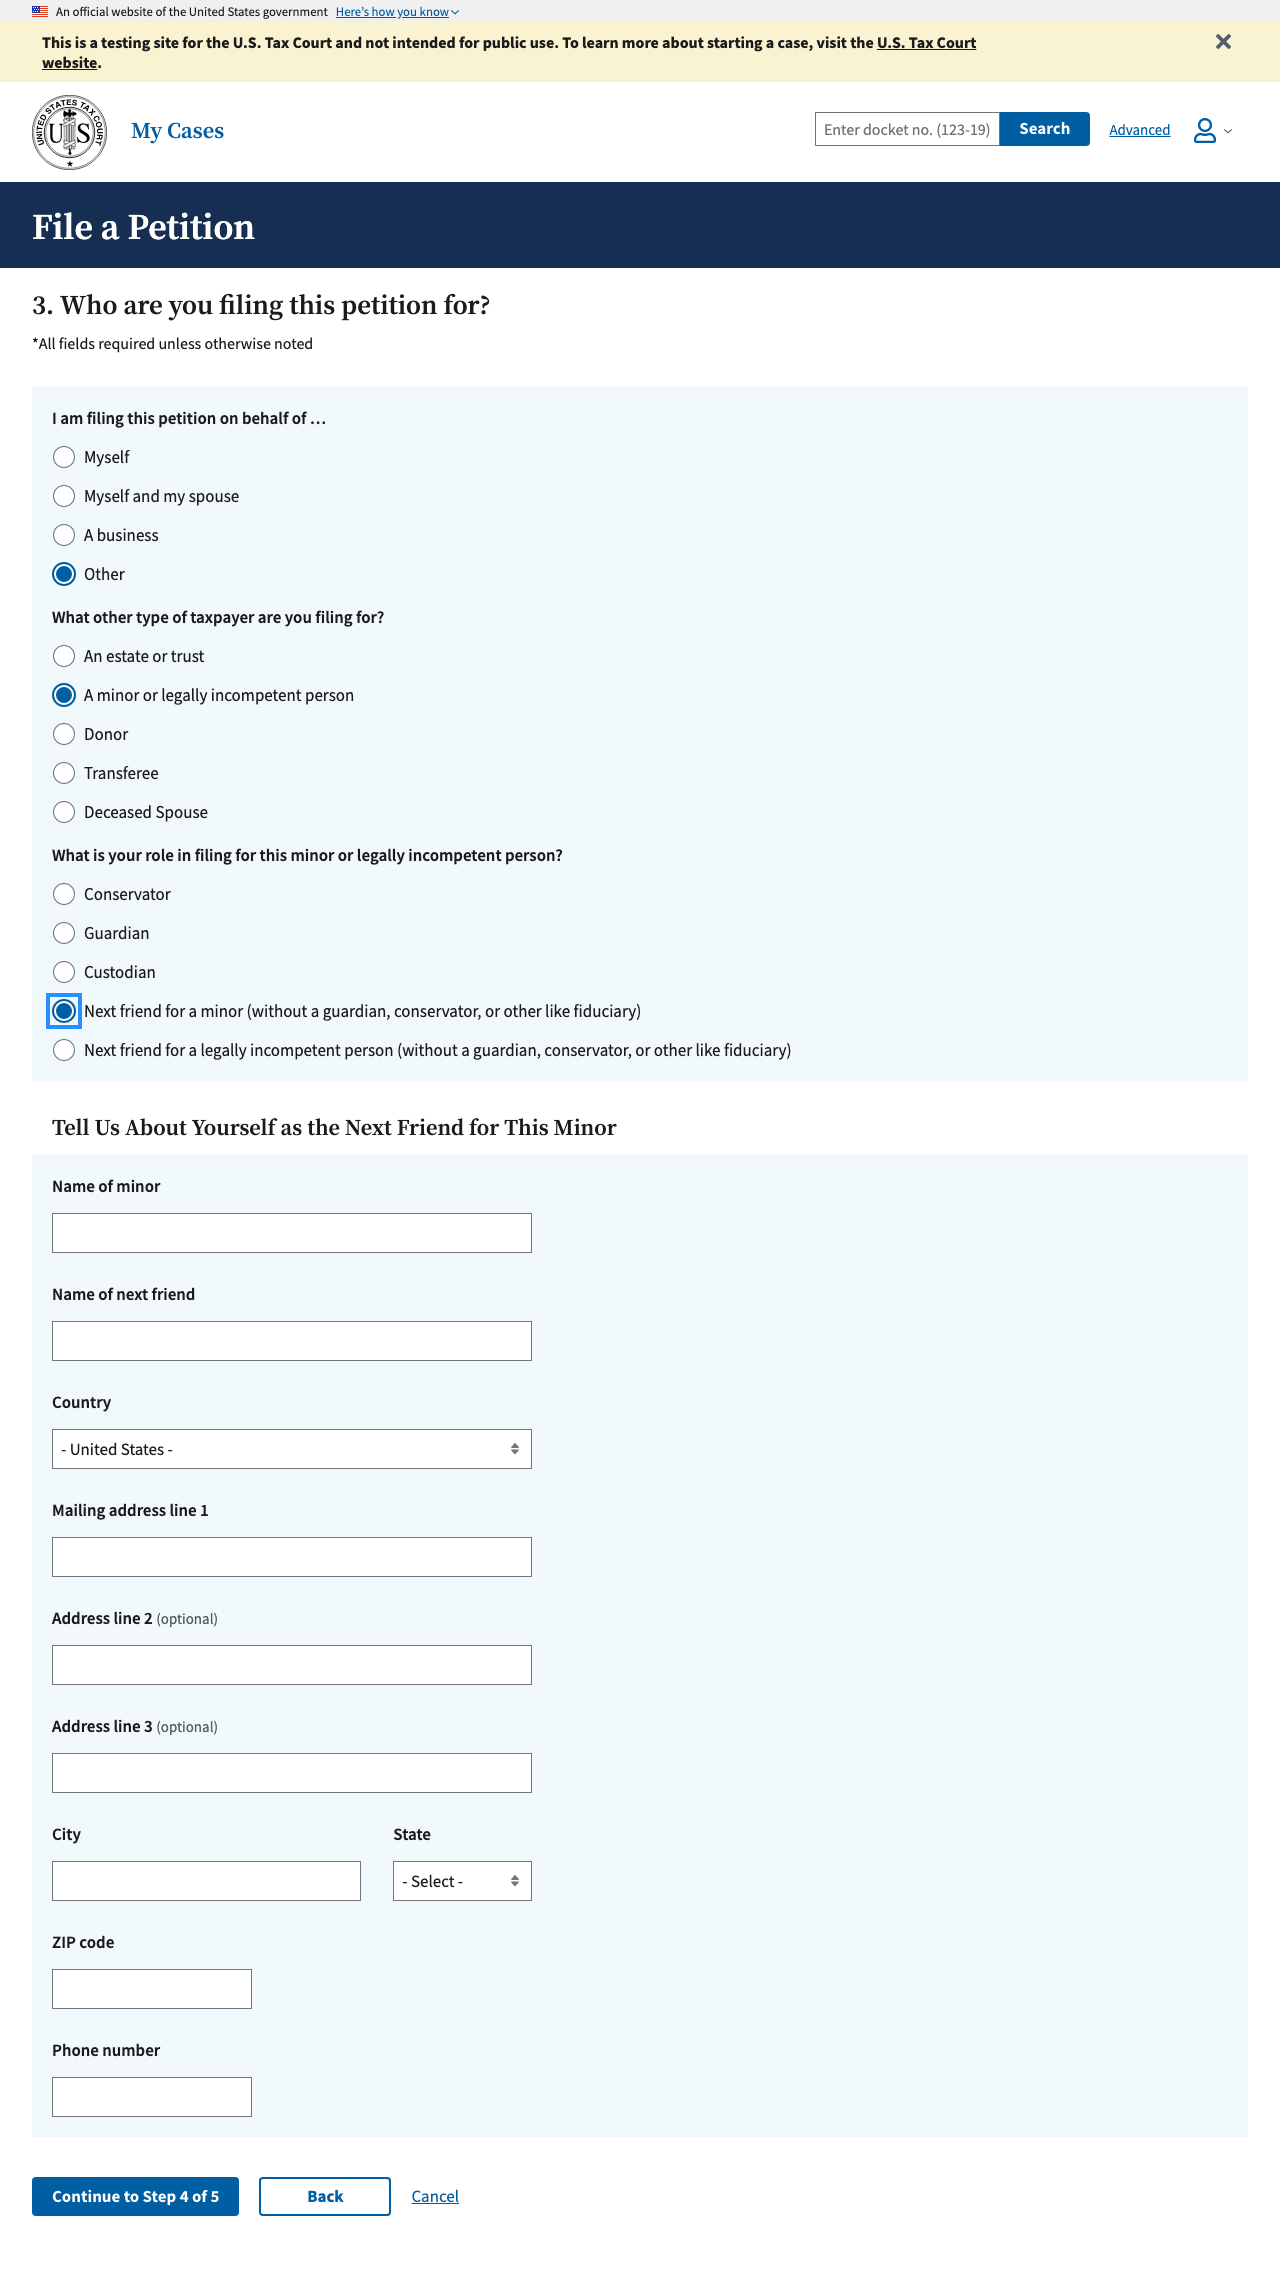 An official website of the United States government Here's how you know
This is a testing site for the U.S. Tax Court and not intended for public use. To learn more about starting a case, visit the U.S. Tax Court
website.
UNITED STATES TAX COURT
US
My Cases
Enter docket no. (123-19)
Search
Advanced
File a Petition
3. Who are you filing this petition for?
*All fields required unless otherwise noted
I am filing this petition on behalf of …
Myself
Myself and my spouse
A business
Other
What other type of taxpayer are you filing for?
An estate or trust
A minor or legally incompetent person
Donor
Transferee
Deceased Spouse
What is your role in filing for this minor or legally incompetent person?
Conservator
Guardian
Custodian
Next friend for a minor (without a guardian, conservator, or other like fiduciary)
Next friend for a legally incompetent person (without a guardian, conservator, or other like fiduciary)
Tell Us About Yourself as the Next Friend for This Minor
Name of minor
Name of next friend
Country
- United States -
Mailing address line 1
Address line 2 (optional)
Address line 3 (optional)
City
State
- Select -
ZIP code
Phone number
Continue to Step 4 of 5
Back
Cancel